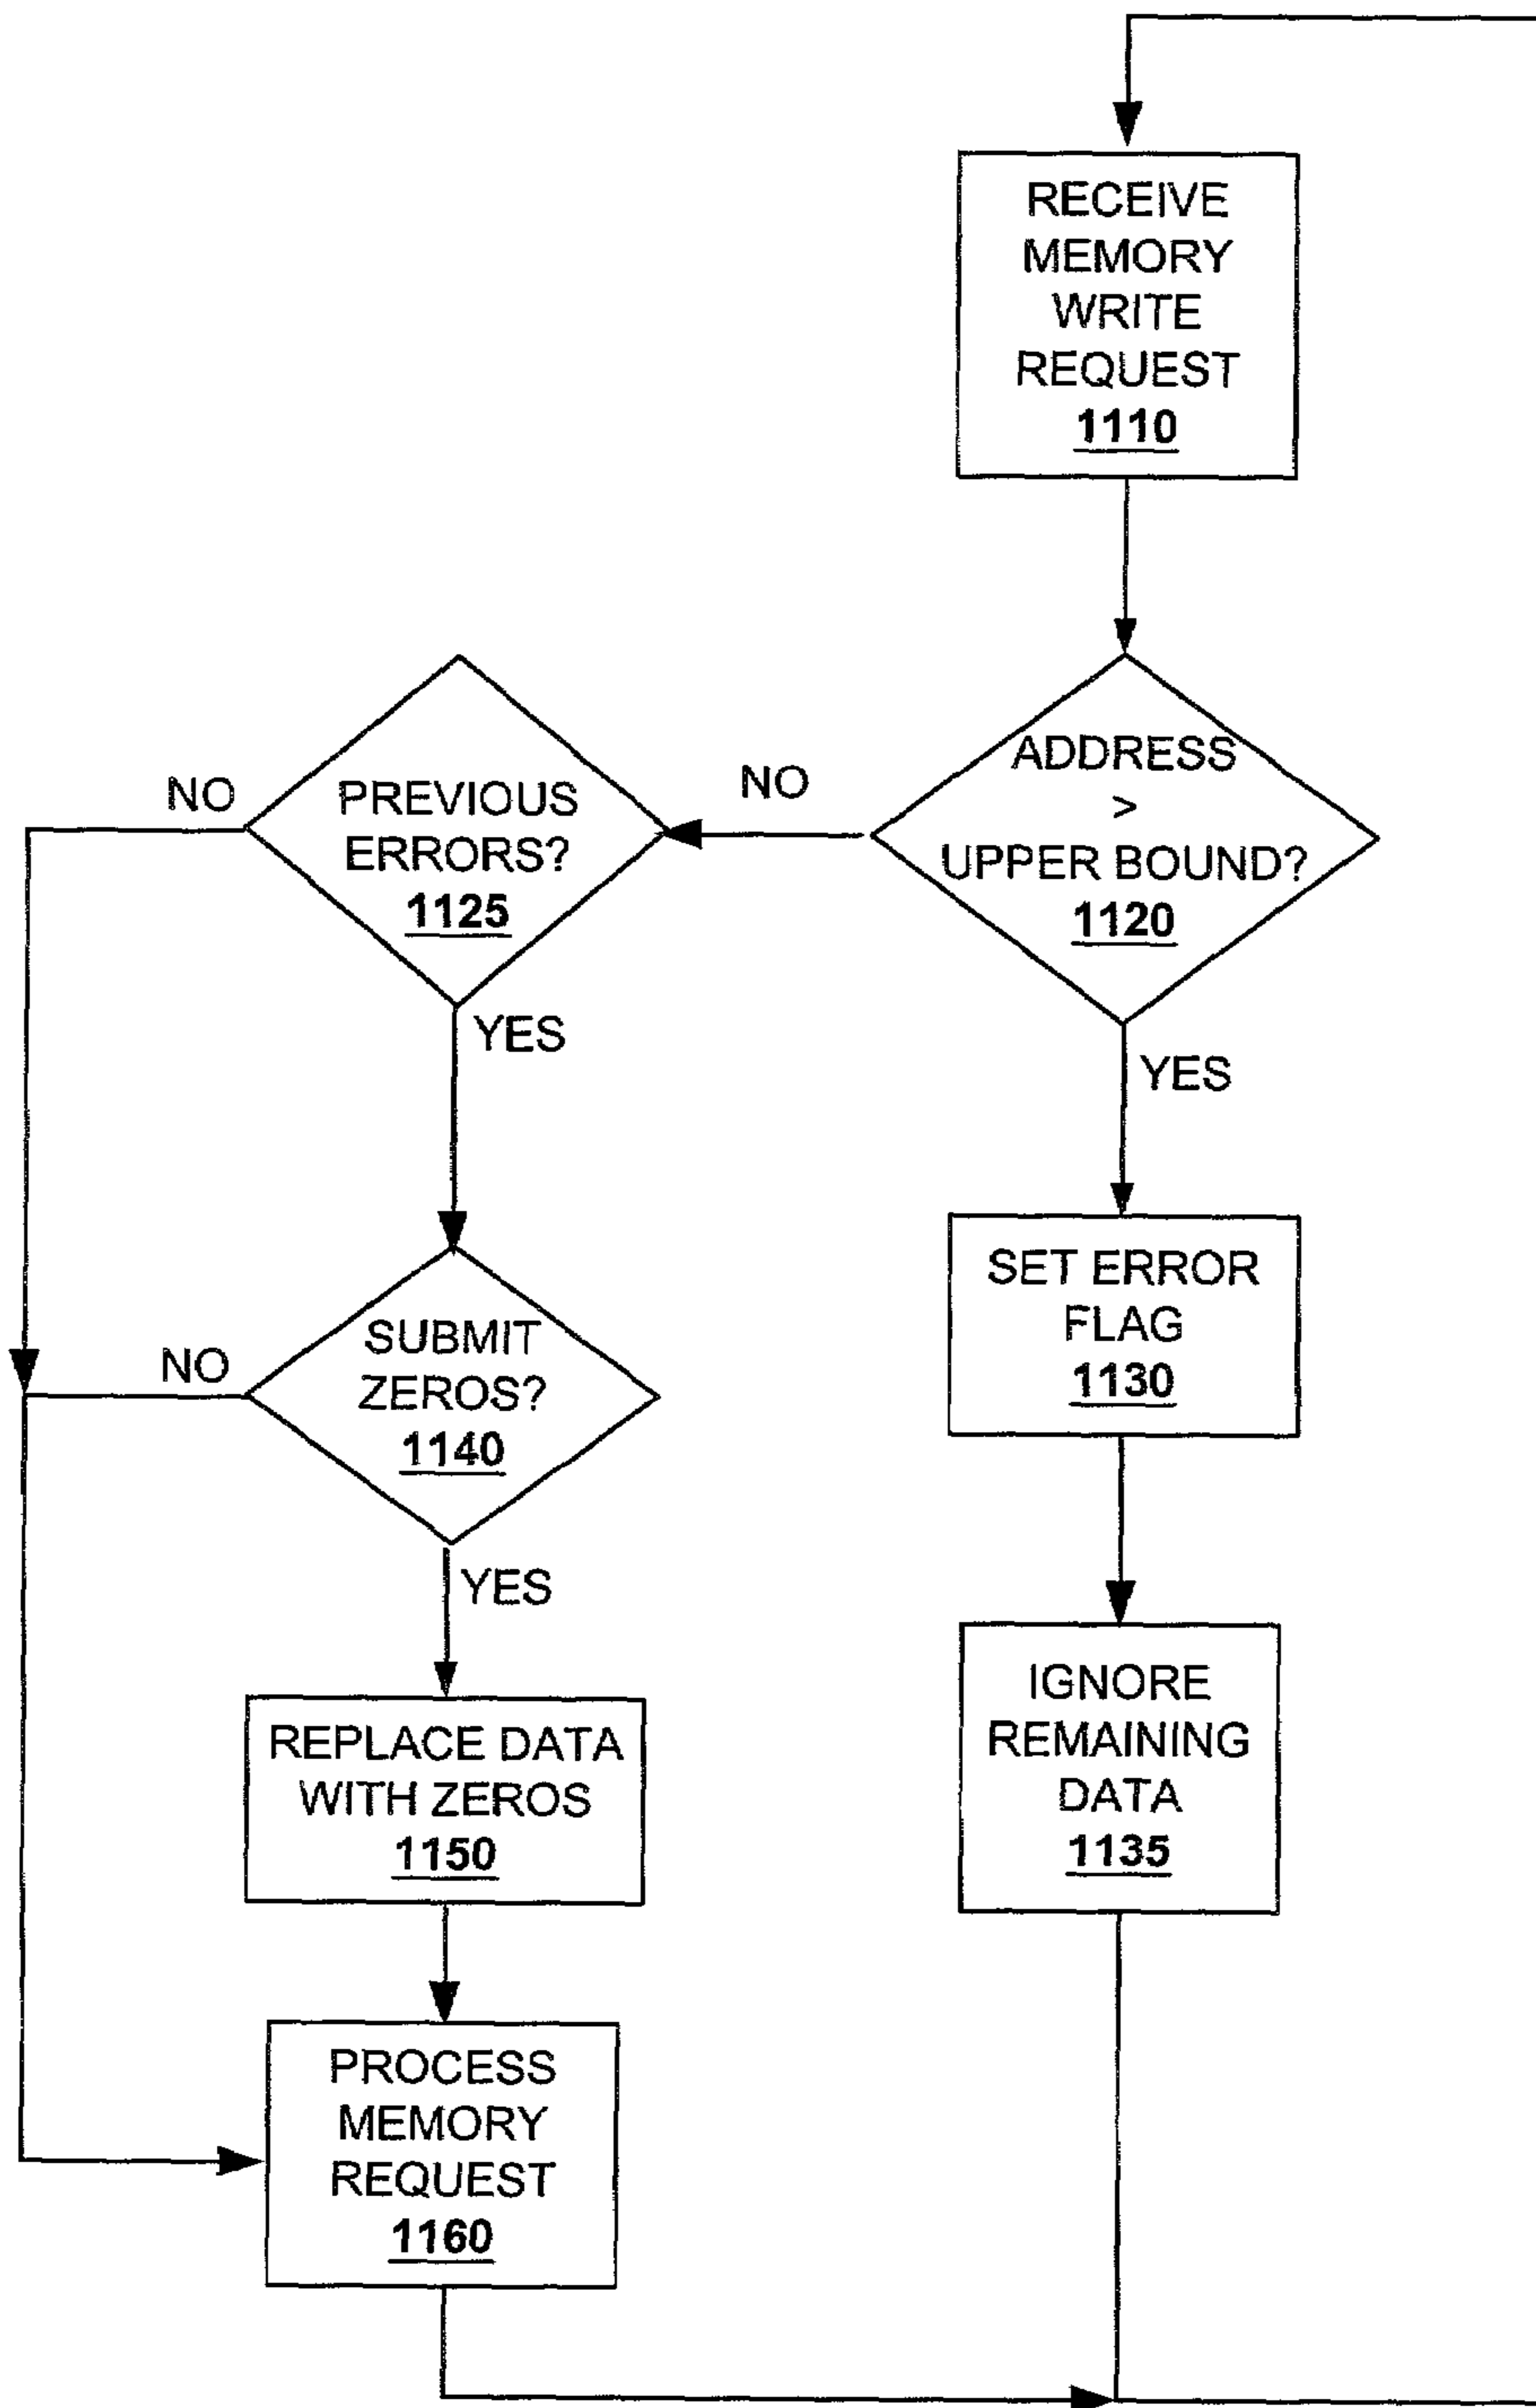 RECEIVE
MEMORY
WRITE
REQUEST
1110
ADDRESS
>
UPPER BOUND?
1120
NO
PREVIOUS
ERRORS?
1125
NO
YES
YES
SET ERROR
FLAG
1130
SUBMIT
ZEROS?
1140
NO
YES
IGNORE
REMAINING
DATA
1135
REPLACE DATA
WITH ZEROS
1150
PROCESS
MEMORY
REQUEST
1160